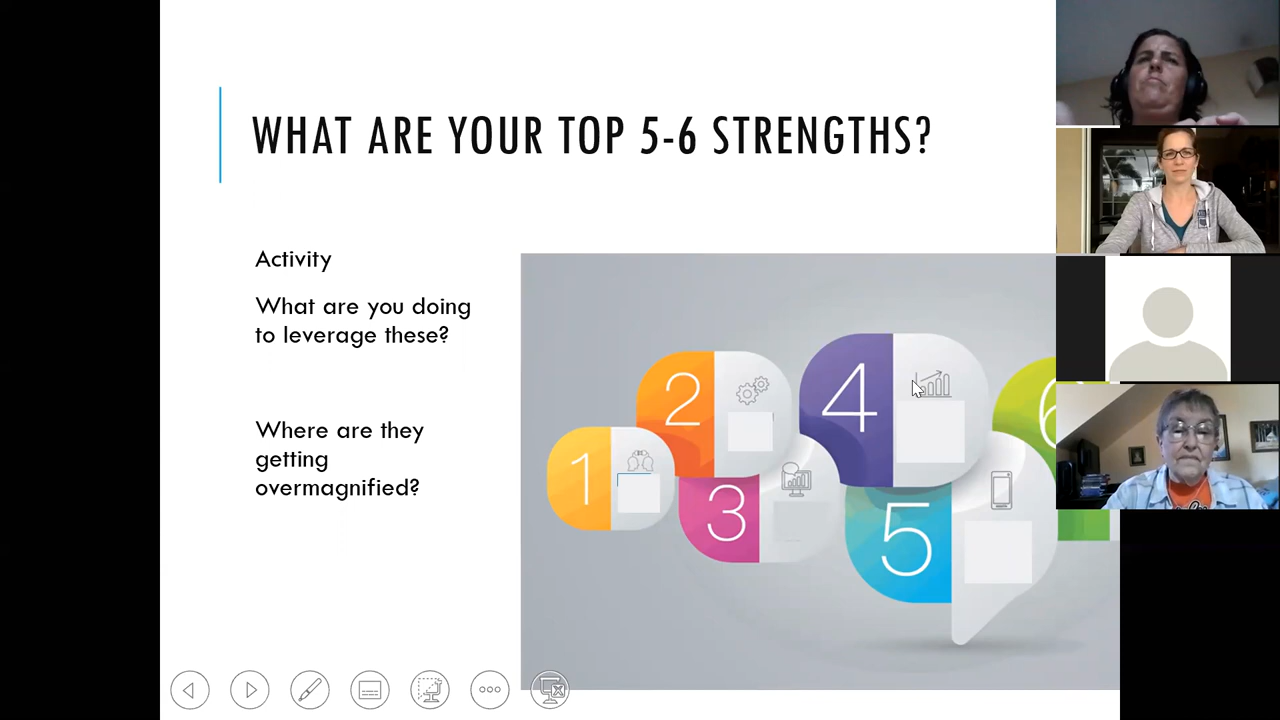 WHAT ARE YOUR TOP 5-6 STRENGTHS?
Activity
What are you doing
to leverage these?
Where are they
getting
overmagnified?
1
2
3
4
5
6